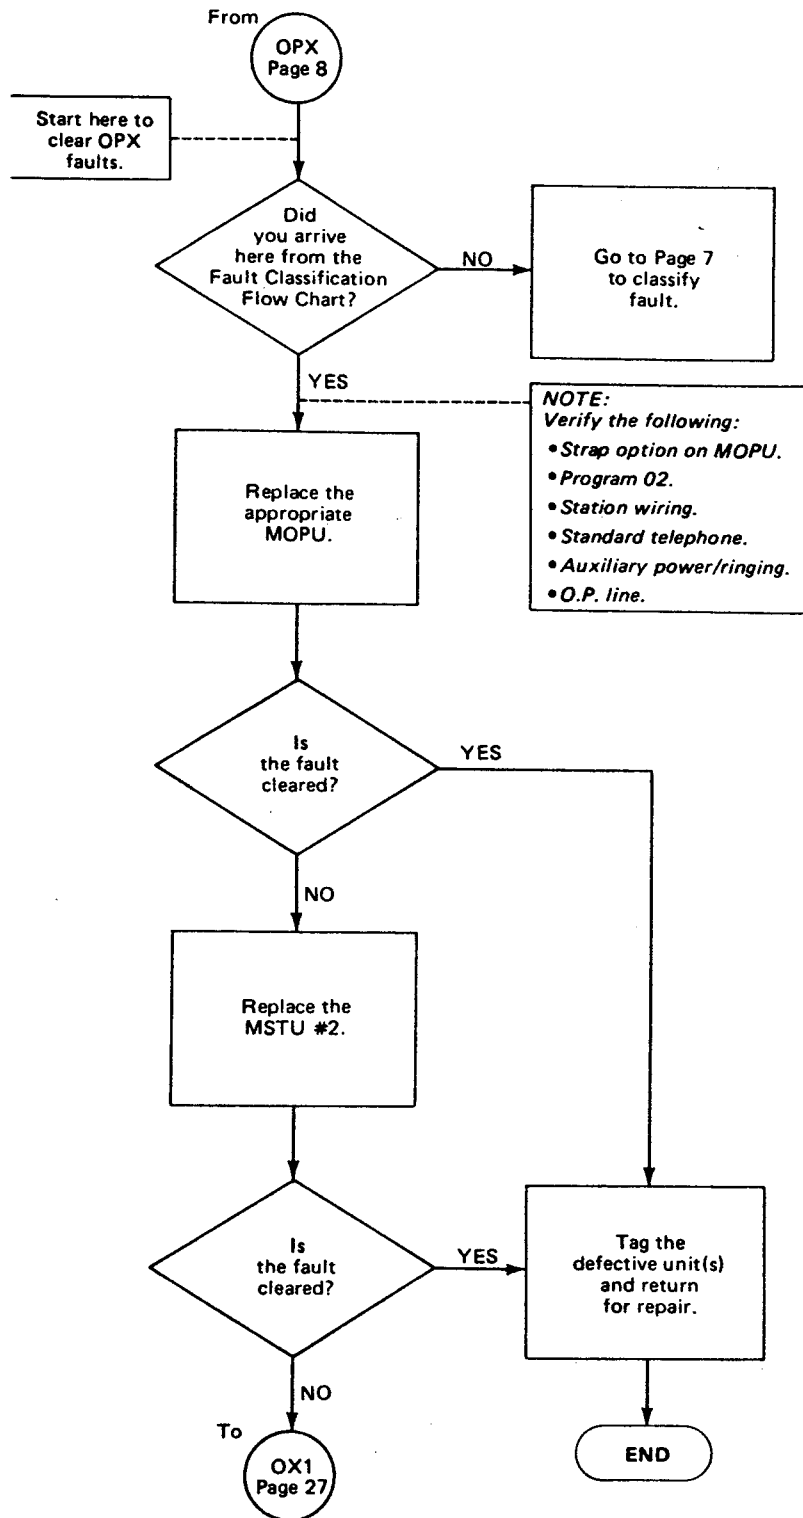 From
OPX
Page 8
Start here to
clear OPX
faults.
Did
you arrive
here from the
Fault Classification
Flow Chart?
NO
Go to Page 7
to classify
fault.
YES
NOTE:
Verify the following:
• Strap option on MOPU.
• Program 02.
• Station wiring.
• Standard telephone.
• Auxiliary power/ringing.
• O.P. line.
Replace the
appropriate
MOPU.
Is
the fault
cleared?
YES
NO
Replace the
MSTU #2.
Is
the fault
cleared?
YES
Tag the
defective unit(s)
and return
for repair.
NO
To
OX1
Page 27
END